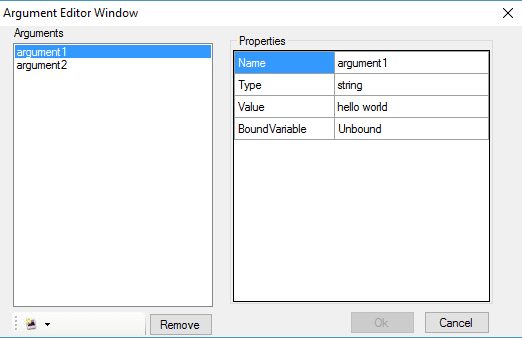 Argument Editor Window
Arguments
argument1
argument2
Properties
Name argument1
Type string
Value hello world
BoundVariable Unbound
Remove
Ok
Cancel